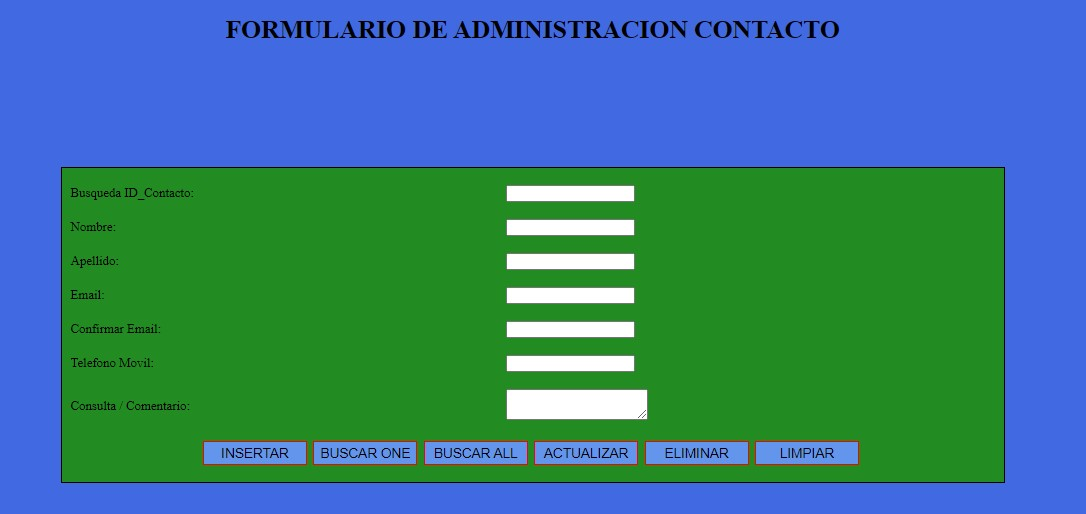 FORMULARIO DE ADMINISTRACION CONTACTO
Busqueda ID_Contacto:
Nombre:
Apellido:
Email:
Confirmar Email:
Telefono Movil:
Consulta / Comentario:
INSERTAR BUSCAR ONE BUSCAR ALL ACTUALIZAR ELIMINAR LIMPIAR